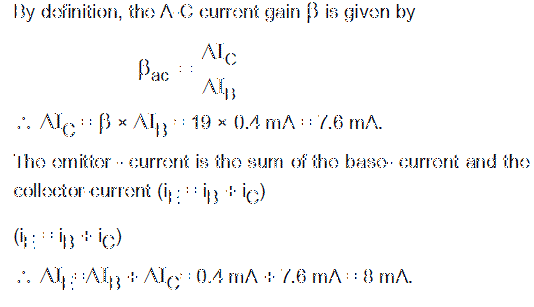 By definition, the A-C current gain β is given by
β_ac = ΔI_C / ΔI_B
∴ ΔI_C = β × ΔI_B = 19 × 0.4 mA = 7.6 mA.
The emitter - current is the sum of the base- current and the
collector-current (i_E = i_B + i_C)
(i_E = i_B + i_C)
∴ ΔI_E = ΔI_B + ΔI_C = 0.4 mA + 7.6 mA = 8 mA.